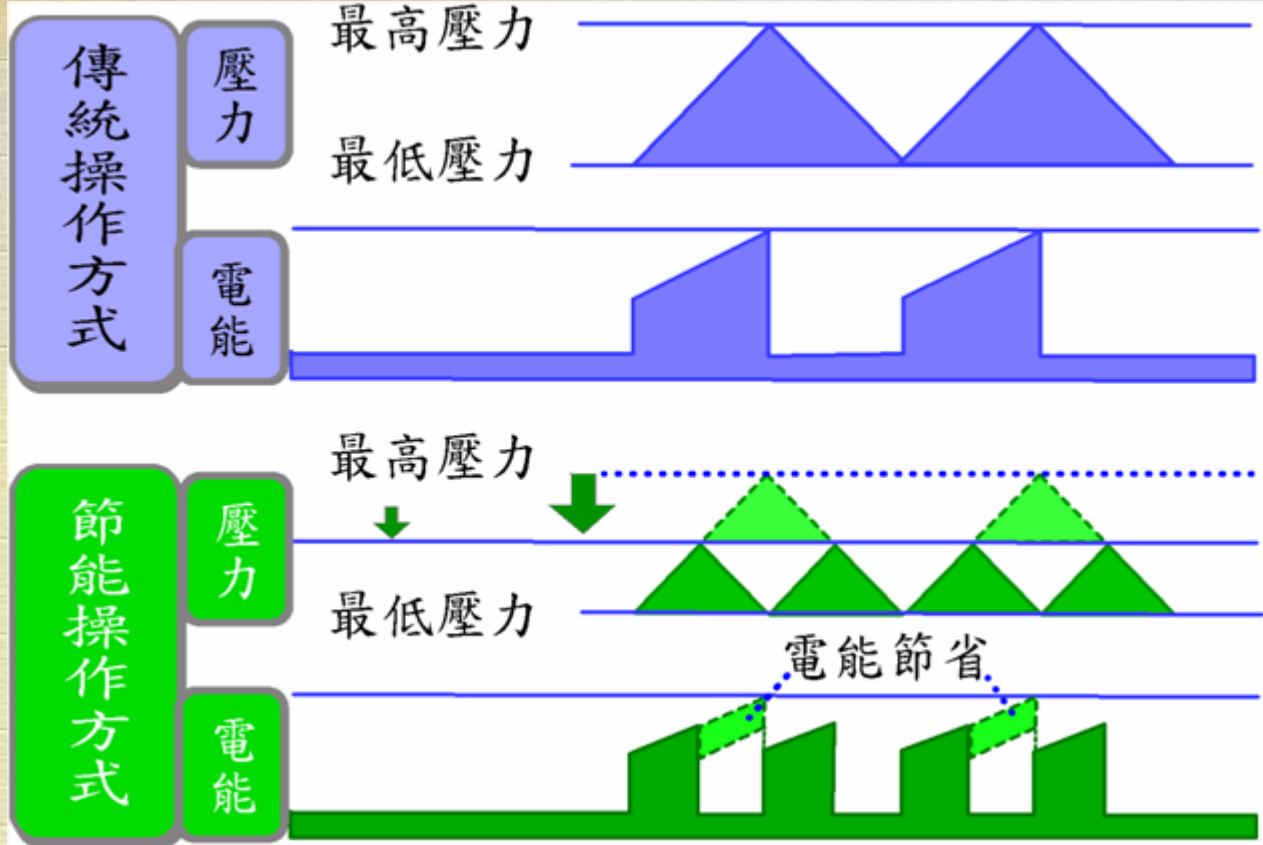 傳統操作方式
壓力
最高壓力
最低壓力
電能
節能操作方式
壓力
最高壓力
最低壓力
電能節省
電能